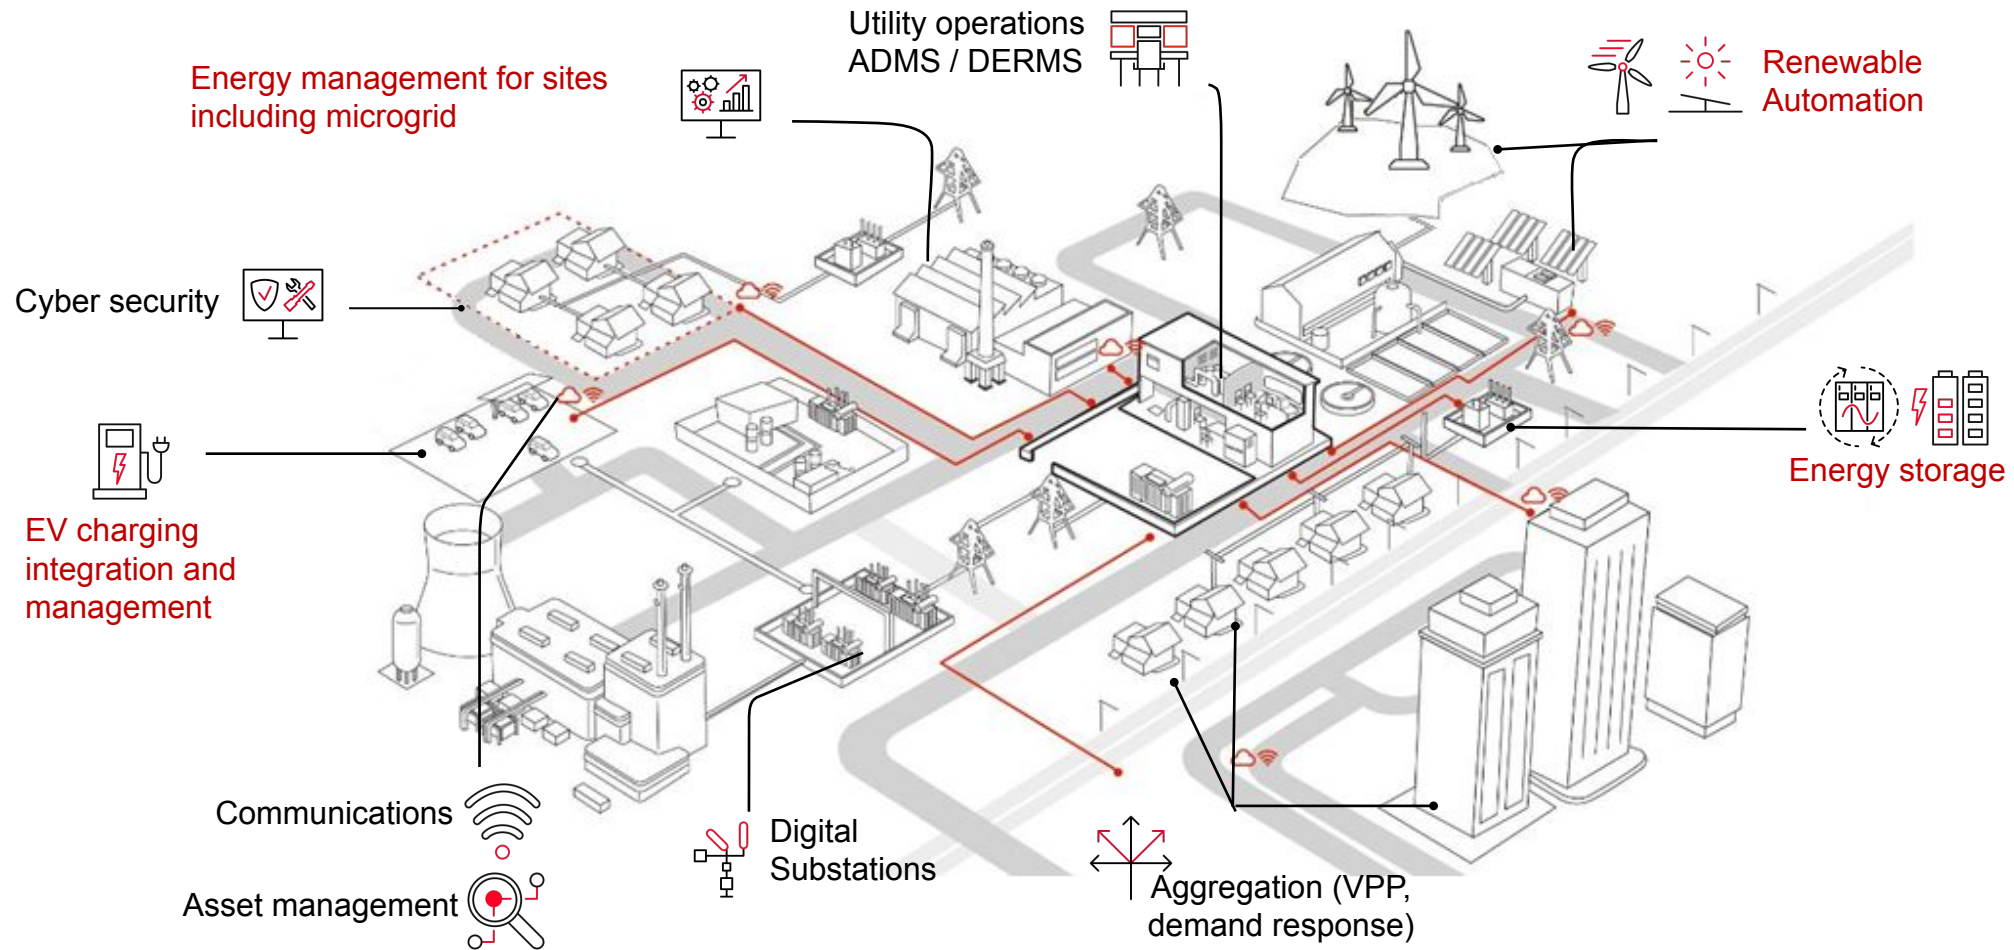 Utility operations
ADMS / DERMS
Energy management for sites
including microgrid
Renewable
Automation
Cyber security
Energy storage
EV charging
integration and
management
Communications
Digital
Substations
Asset management
Aggregation (VPP,
demand response)